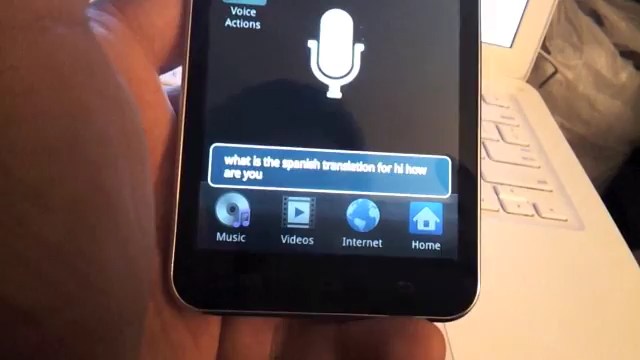 Voice
Actions
what is the spanish translation for hi how
are you
Music
Videos
Internet
Home